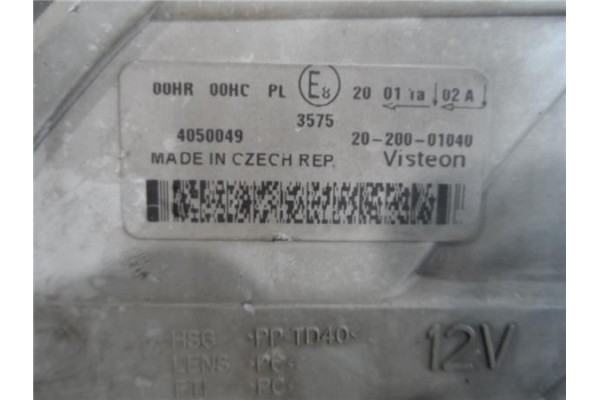 00HR 00HC PL E8 20 01 1a 02 A
3575
4050049 20-200-01040
MADE IN CZECH REP. Visteon
HSG >PP-TD40<
LENS >PC<
PC<
12V